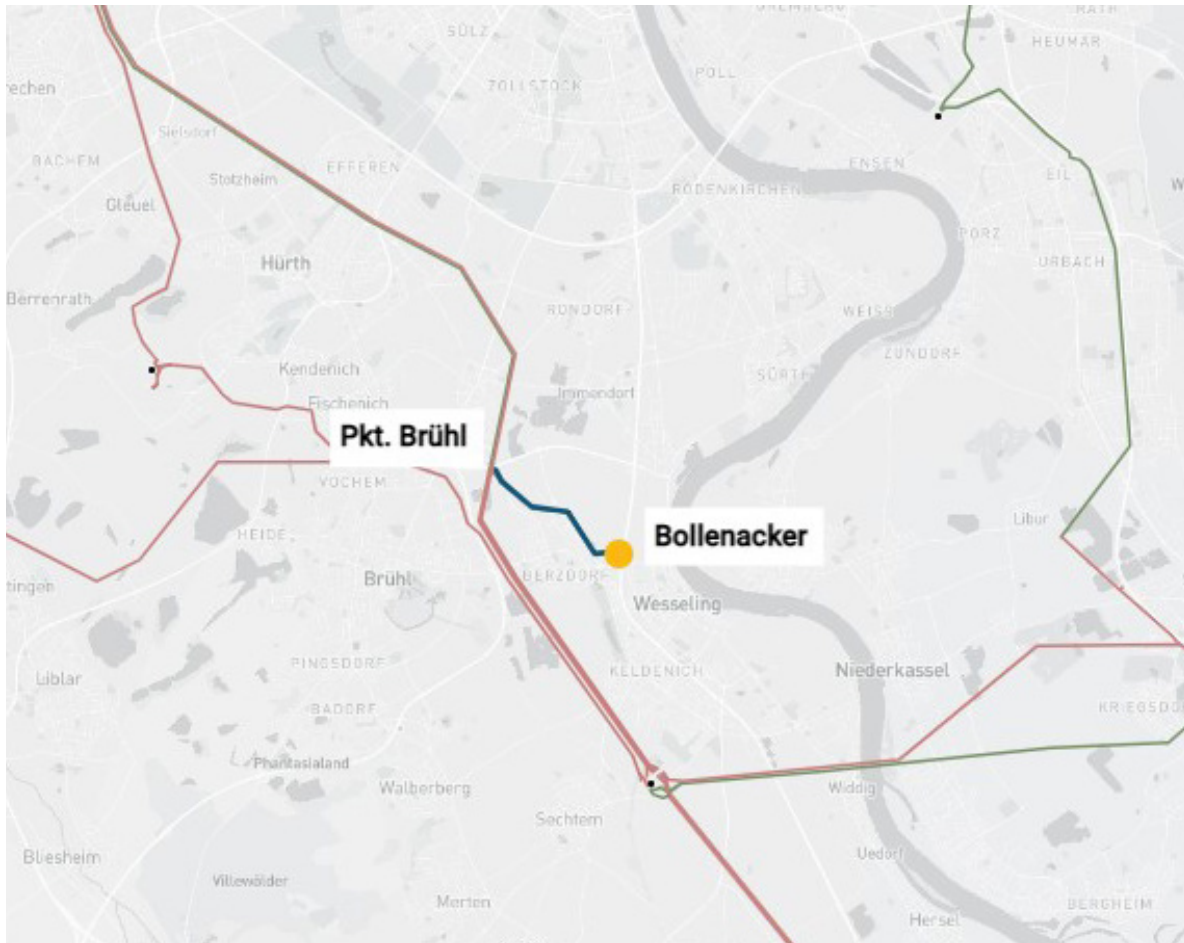 RATH
HEUMAR
SÜLZ
POLL
ZOLLSTOCK
Sielsdorf
BACHEM
EFFEREN
ENSEN
Stotzheim
RODENKIRCHEN
EIL
Gleuel
PORZ
Hürth
URBACH
Berrenrath
RONDORF
WEISS
ZÜNDORF
Kendenich
SÜRTH
Immendorf
Fischenich
Pkt. Brühl
VOCHEM
Libur
HEIDE
Bollenacker
Brühl
BERZDORF
Wesseling
PINGSDORF
KELDENICH
Niederkassel
Liblar
BADORF
Phantasialand
Walberberg
Widdig
Sechtem
Bliesheim
Uedorf
Villewälder
Merten
BERGHEIM
Hersel